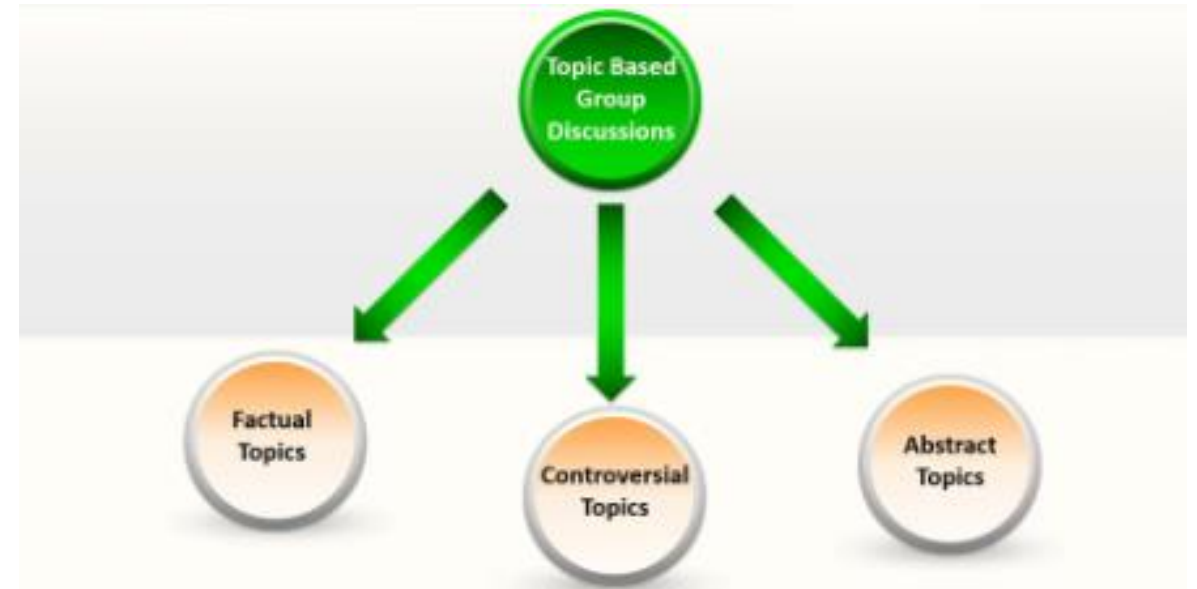 Topic Based
Group
Discussions
Factual
Topics
Controversial
Topics
Abstract
Topics